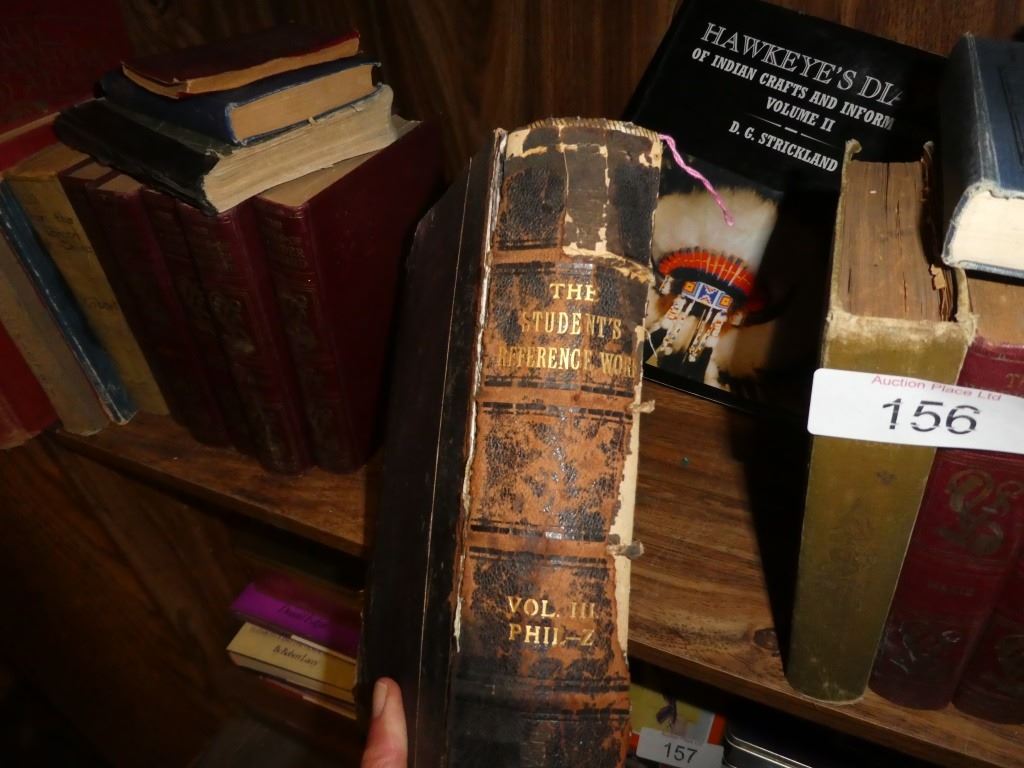 HAWKEYE'S DIA
OF INDIAN CRAFTS AND INFORM
VOLUME II
D. G. STRICKLAND
THE
STUDENT'S
REFERENCE WOR
VOL. III
PHIL-Z
Auction Place Ltd
156
157